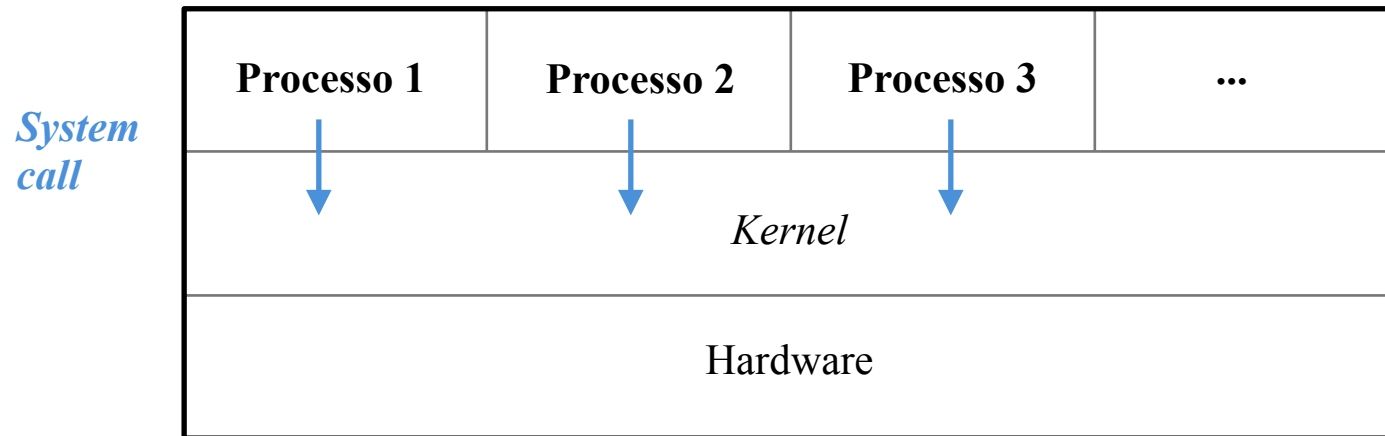 Processo 1
Processo 2
Processo 3
...
System
call
Kernel
Hardware